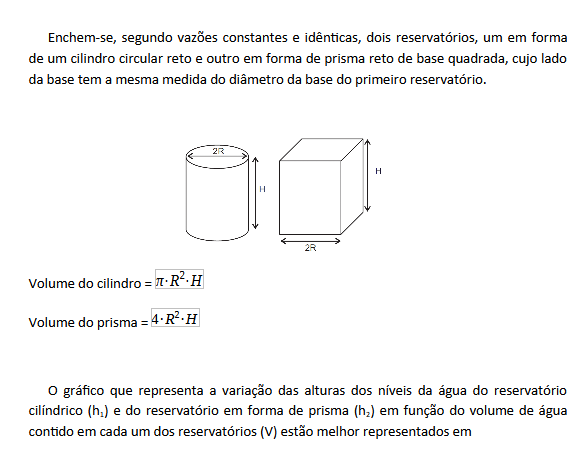 Enchem-se, segundo vazões constantes e idênticas, dois reservatórios, um em forma
de um cilindro circular reto e outro em forma de prisma reto de base quadrada, cujo lado
da base tem a mesma medida do diâmetro da base do primeiro reservatório.
2R
H
H
2R
Volume do cilindro = π·R²·H
Volume do prisma = 4·R²·H
O gráfico que representa a variação das alturas dos níveis da água do reservatório
cilíndrico (h₁) e do reservatório em forma de prisma (h₂) em função do volume de água
contido em cada um dos reservatórios (V) estão melhor representados em